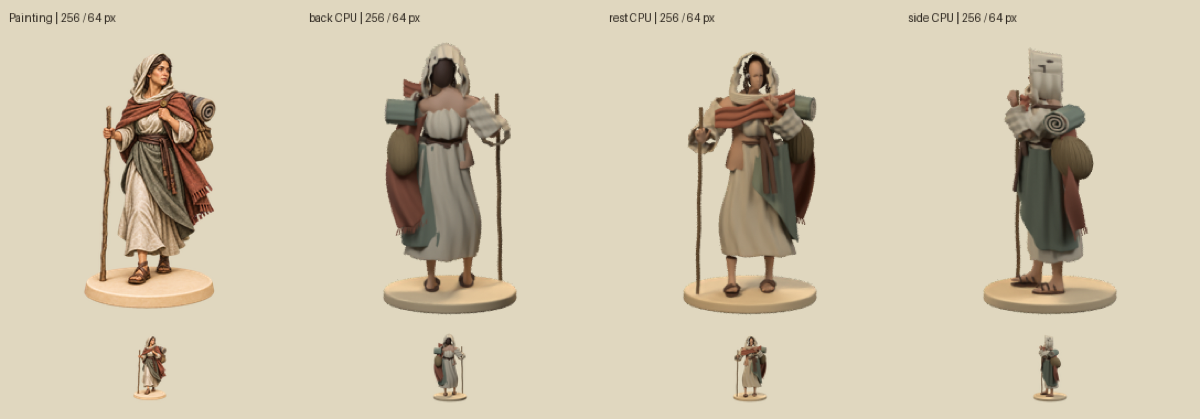 Painting | 256 / 64 px
back CPU | 256 / 64 px
rest CPU | 256 / 64 px
side CPU | 256 / 64 px